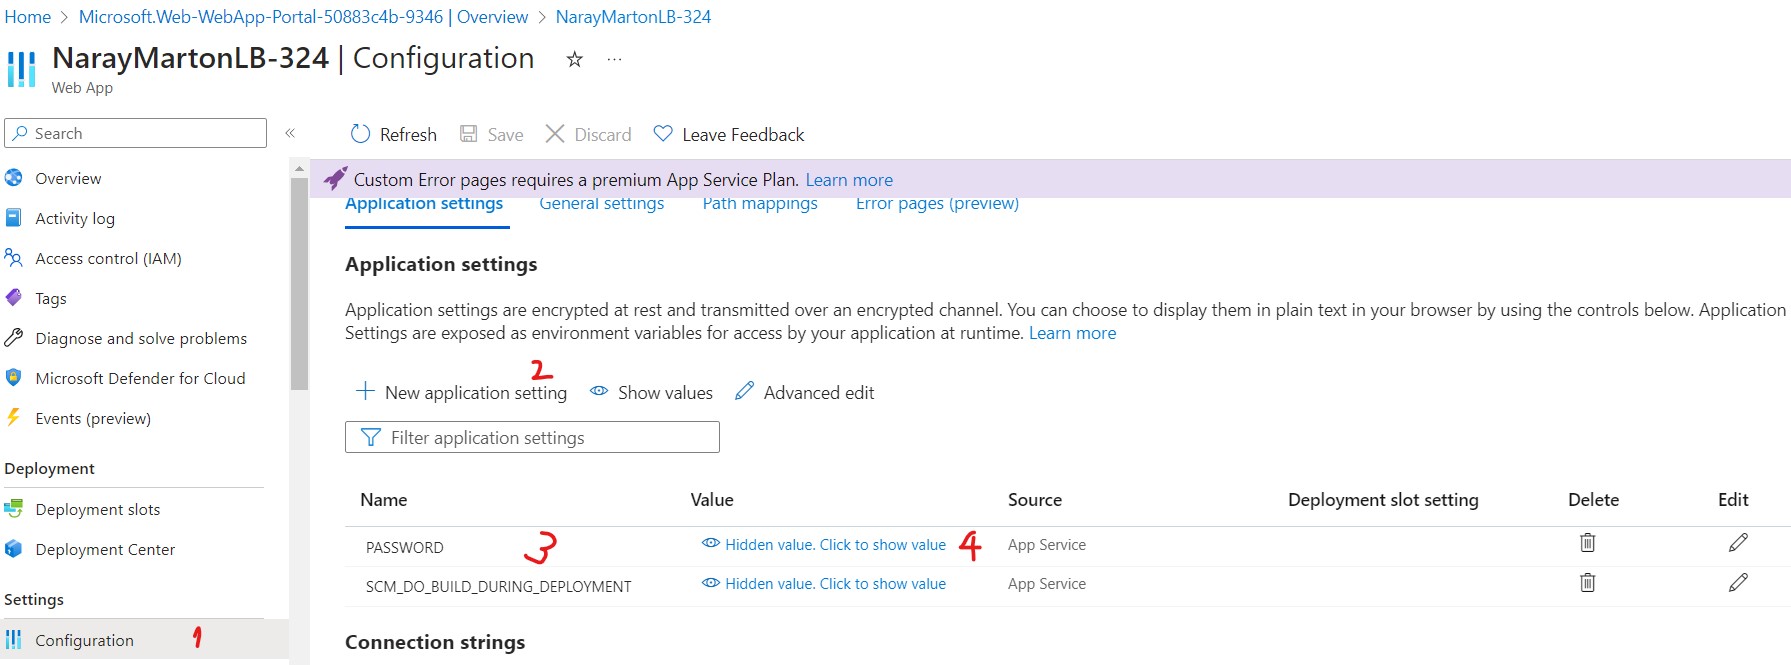 Home > Microsoft.Web-WebApp-Portal-50883c4b-9346 | Overview > NarayMartonLB-324
NarayMartonLB-324 | Configuration ...
Web App
Search «
Overview
Activity log
Access control (IAM)
Tags
Diagnose and solve problems
Microsoft Defender for Cloud
Events (preview)
Deployment
Deployment slots
Deployment Center
Settings
Configuration 1
Refresh Save Discard Leave Feedback
Custom Error pages requires a premium App Service Plan. Learn more
Application settings General settings Path mappings Error pages (preview)
Application settings
Application settings are encrypted at rest and transmitted over an encrypted channel. You can choose to display them in plain text in your browser by using the controls below. Application
Settings are exposed as environment variables for access by your application at runtime. Learn more
2
New application setting Show values Advanced edit
Filter application settings
Name Value Source Deployment slot setting Delete Edit
PASSWORD 3 Hidden value. Click to show value 4 App Service
SCM_DO_BUILD_DURING_DEPLOYMENT Hidden value. Click to show value App Service
Connection strings